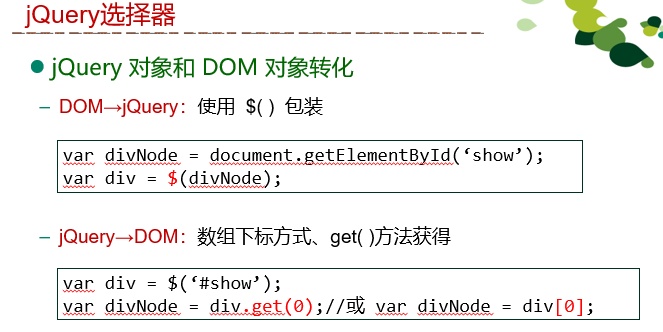 jQuery选择器
jQuery 对象和 DOM 对象转化
– DOM→jQuery：使用 $( ) 包装
var divNode = document.getElementById(‘show’);
var div = $(divNode);
– jQuery→DOM：数组下标方式、get( )方法获得
var div = $(‘#show’);
var divNode = div.get(0);//或 var divNode = div[0];